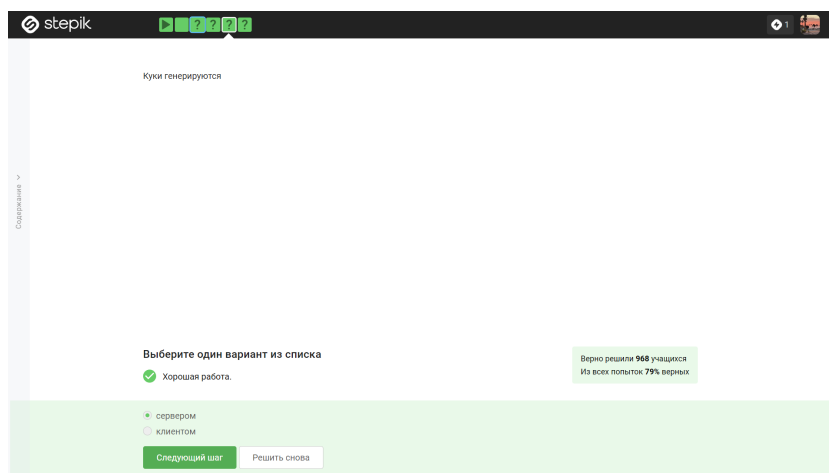 stepik
? ? ? ?
1
Куки генерируются
Содержание
Выберите один вариант из списка
Хорошая работа.
Верно решили 968 учащихся
Из всех попыток 79% верных
сервером
клиентом
Следующий шаг
Решить снова